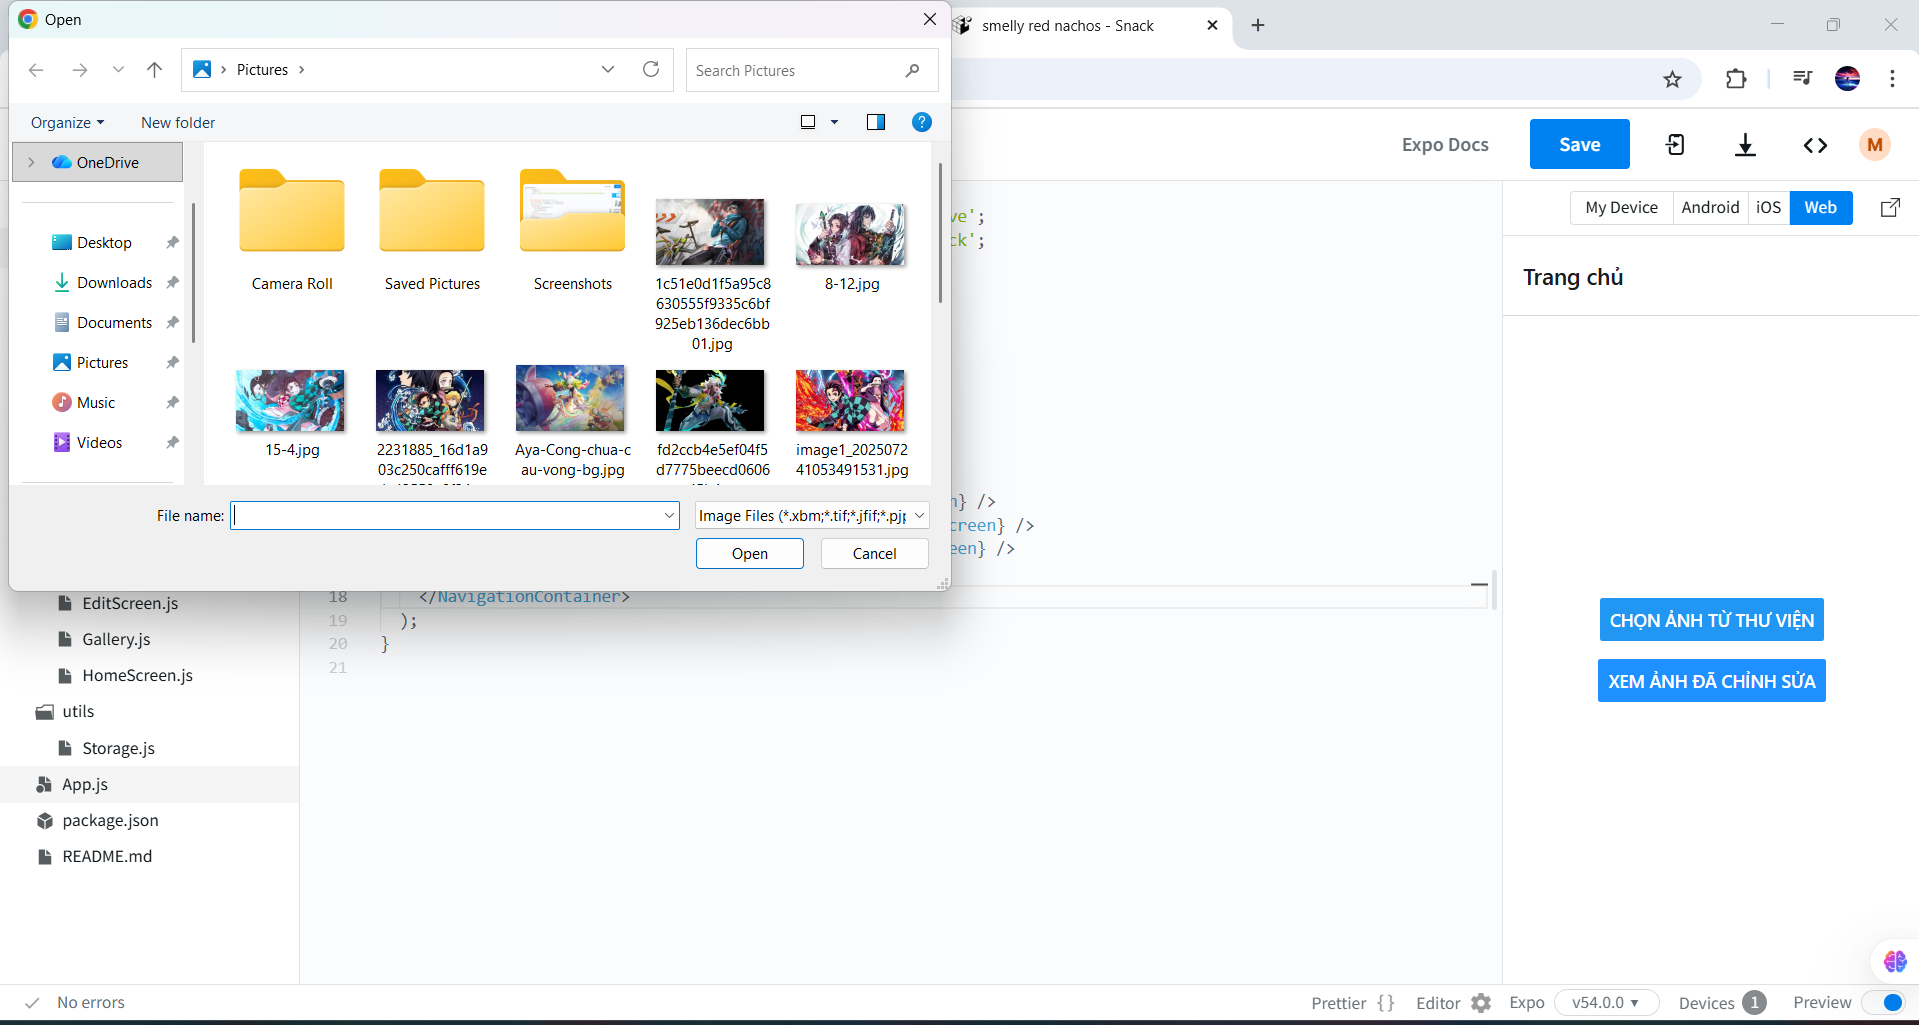 Open
smelly red nachos - Snack
Pictures
Search Pictures
Organize
New folder
OneDrive
Desktop
Downloads
Documents
Pictures
Music
Videos
Camera Roll
Saved Pictures
Screenshots
1c51e0d1f5a95c8
630555f9335c6bf
925eb136dec6bb
01.jpg
8-12.jpg
15-4.jpg
2231885_16d1a9
03c250cafff619e
Aya-Cong-chua-c
au-vong-bg.jpg
fd2ccb4e5ef04f5
d7775beecd0606
image1_2025072
41053491531.jpg
File name:
Image Files (*.xbm;*.tif;*.jfif;*.pj
Open
Cancel
Expo Docs
Save
M
ve';
ck';
} />
creen} />
een} />
18 </NavigationContainer>
19 );
20 }
21
EditScreen.js
Gallery.js
HomeScreen.js
utils
Storage.js
App.js
package.json
README.md
My Device
Android
iOS
Web
Trang chủ
CHỌN ẢNH TỪ THƯ VIỆN
XEM ẢNH ĐÃ CHỈNH SỬA
No errors
Prettier { }
Editor
Expo
v54.0.0
Devices 1
Preview